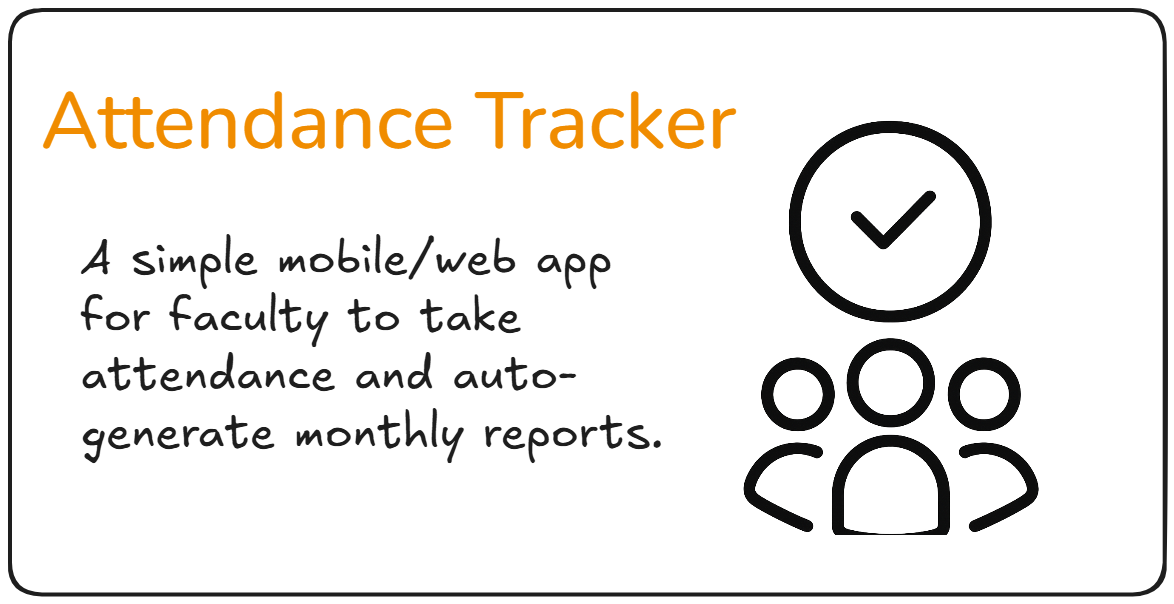 Attendance Tracker
A simple mobile/web app
for faculty to take
attendance and auto-
generate monthly reports.